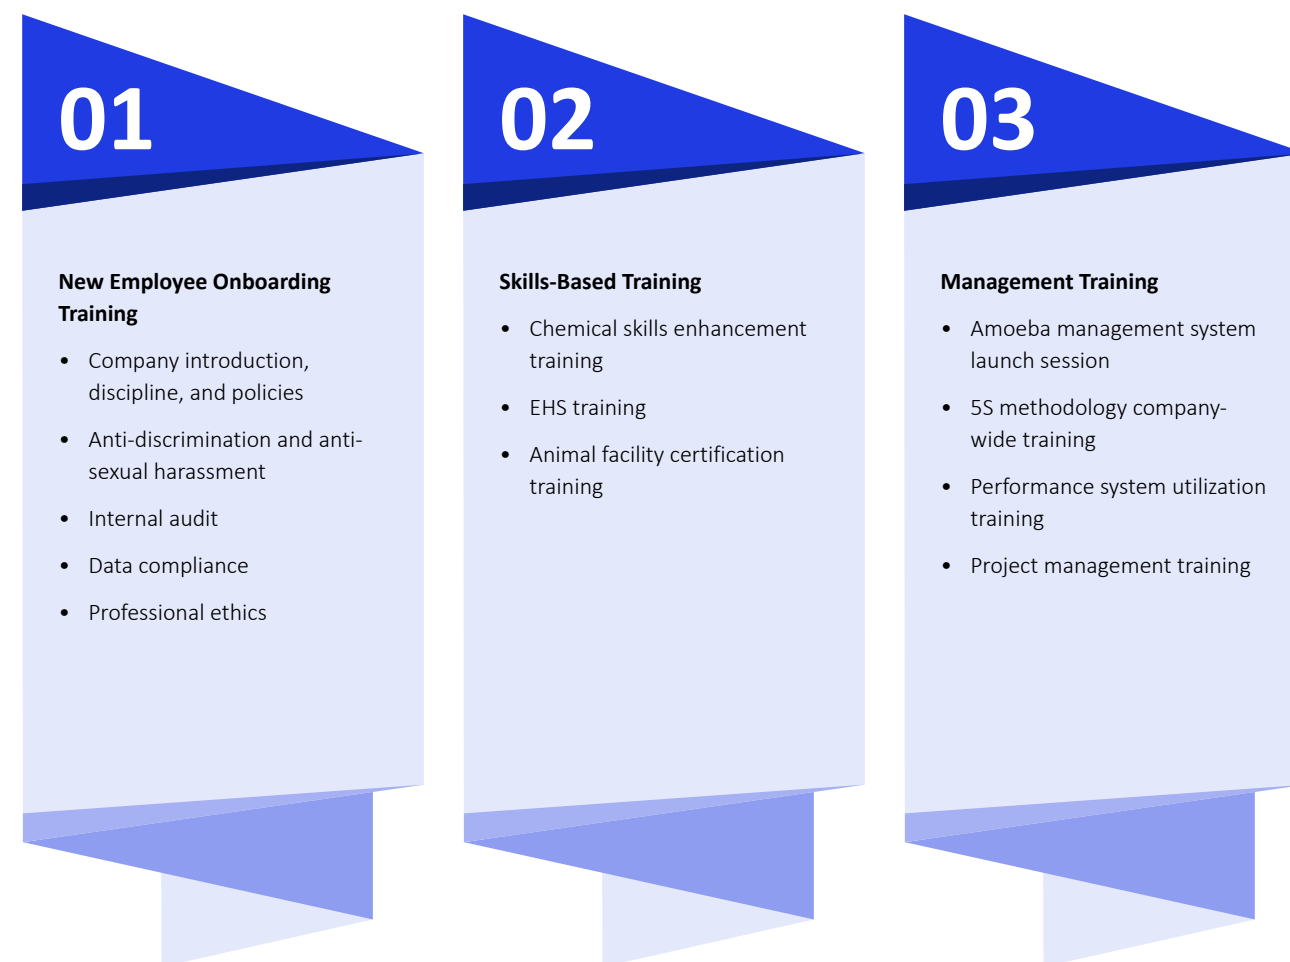 01
New Employee Onboarding
Training
• Company introduction,
discipline, and policies
• Anti-discrimination and anti-
sexual harassment
• Internal audit
• Data compliance
• Professional ethics
02
Skills-Based Training
• Chemical skills enhancement
training
• EHS training
• Animal facility certification
training
03
Management Training
• Amoeba management system
launch session
• 5S methodology company-
wide training
• Performance system utilization
training
• Project management training